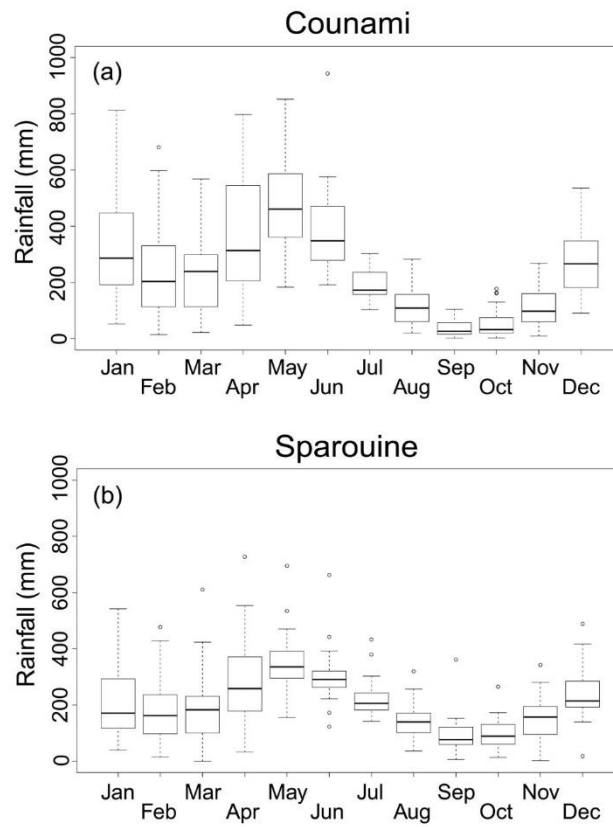 Counami
(a)
Rainfall (mm)
1000
800
600
400
200
0
Jan Feb Mar Apr May Jun Jul Aug Sep Oct Nov Dec
Sparouine
(b)
Rainfall (mm)
1000
800
600
400
200
0
Jan Feb Mar Apr May Jun Jul Aug Sep Oct Nov Dec